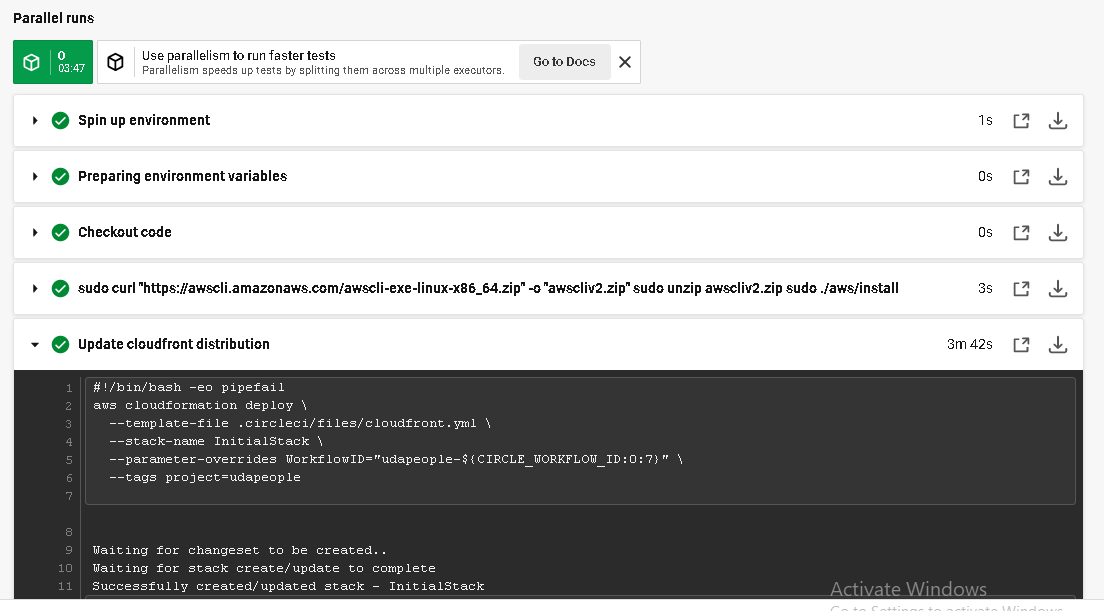 Parallel runs
0
03:47
Use parallelism to run faster tests
Parallelism speeds up tests by splitting them across multiple executors.
Go to Docs
Spin up environment 1s
Preparing environment variables 0s
Checkout code 0s
sudo curl "https://awscli.amazonaws.com/awscli-exe-linux-x86_64.zip" -o "awscliv2.zip" sudo unzip awscliv2.zip sudo ./aws/install 3s
Update cloudfront distribution 3m 42s
1 #!/bin/bash -eo pipefail
2 aws cloudformation deploy \
3 --template-file .circleci/files/cloudfront.yml \
4 --stack-name InitialStack \
5 --parameter-overrides WorkflowID="udapeople-${CIRCLE_WORKFLOW_ID:0:7}" \
6 --tags project=udapeople
7
8
9 Waiting for changeset to be created..
10 Waiting for stack create/update to complete
11 Successfully created/updated stack - InitialStack
Activate Windows
Go to Settings to activate Windows